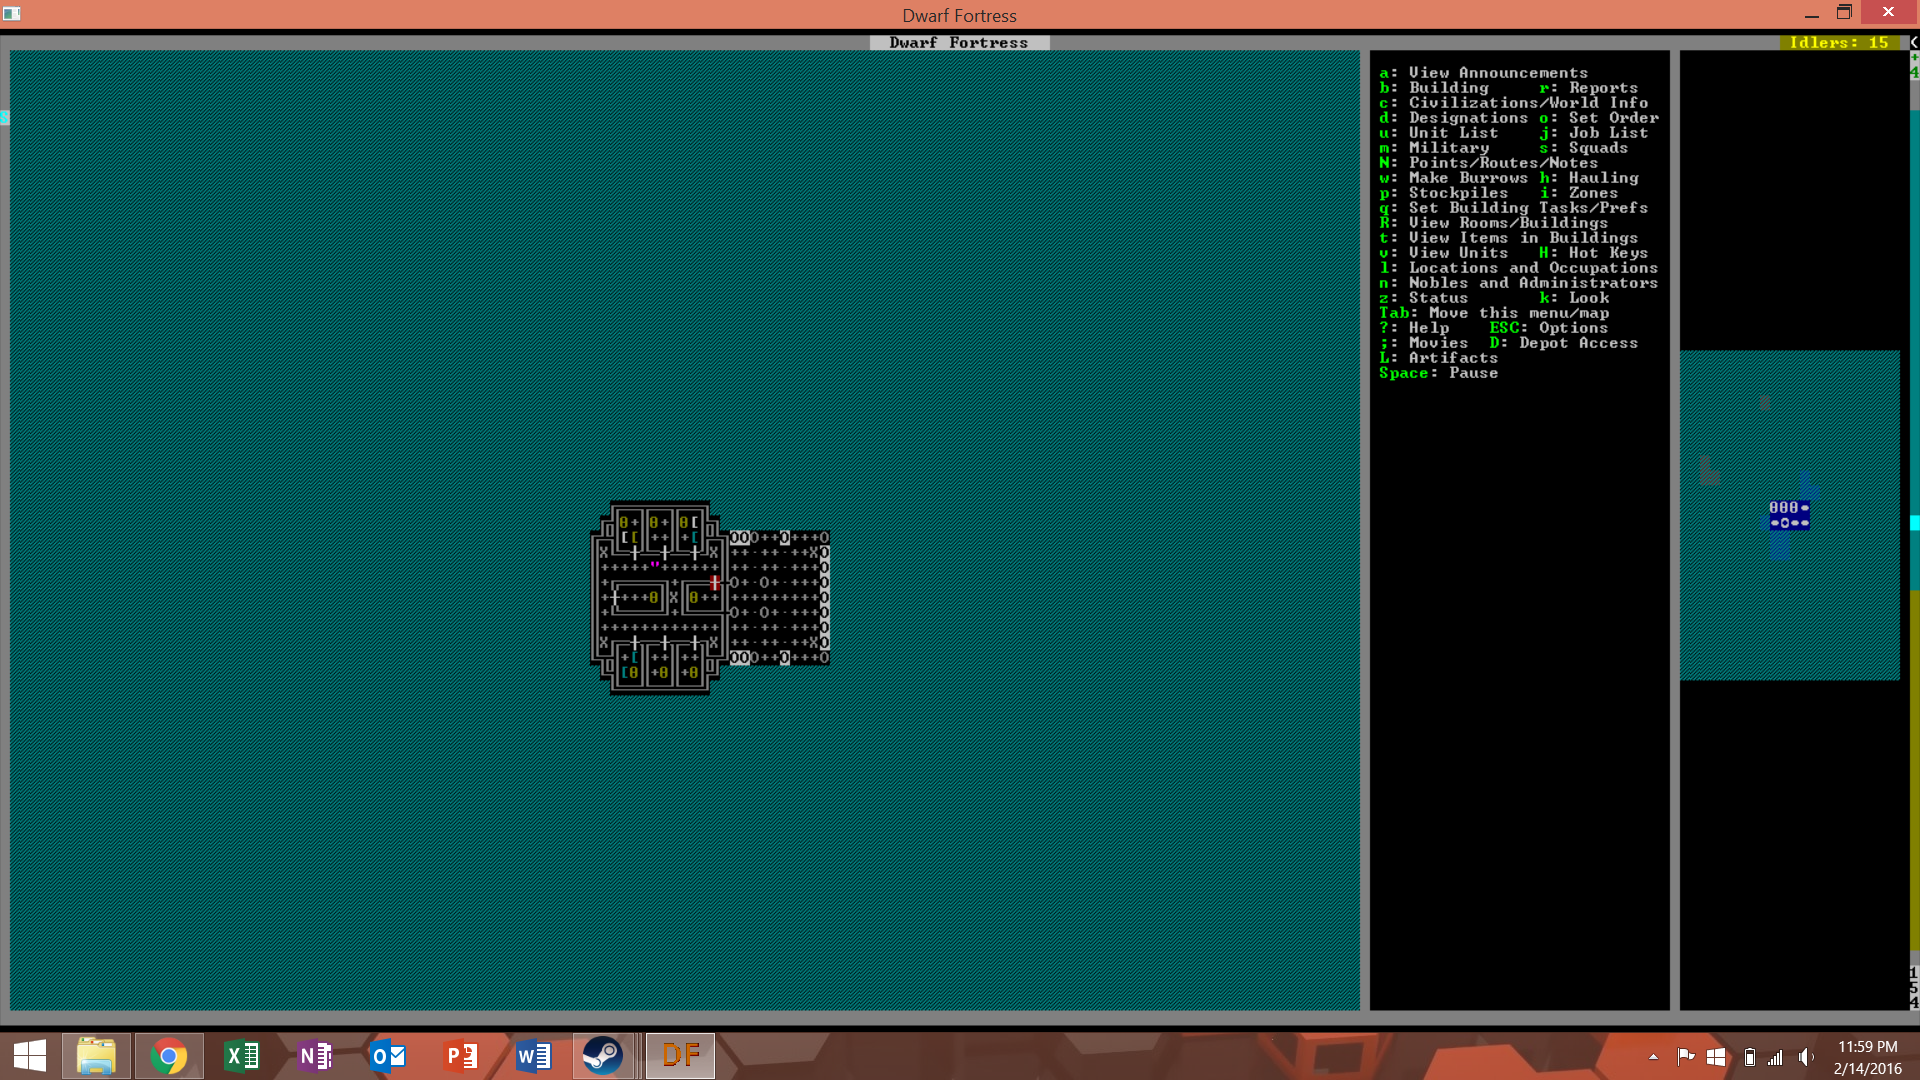 Dwarf Fortress
Dwarf Fortress
Idlers: 15
a: View Announcements
b: Building r: Reports
c: Civilizations/World Info
d: Designations o: Set Order
u: Unit List j: Job List
m: Military s: Squads
N: Points/Routes/Notes
w: Make Burrows h: Hauling
p: Stockpiles i: Zones
q: Set Building Tasks/Prefs
R: View Rooms/Buildings
t: View Items in Buildings
v: View Units H: Hot Keys
l: Locations and Occupations
n: Nobles and Administrators
z: Status k: Look
Tab: Move this menu/map
?: Help ESC: Options
;: Movies D: Depot Access
L: Artifacts
Space: Pause
+4
154
DF
11:59 PM
2/14/2016